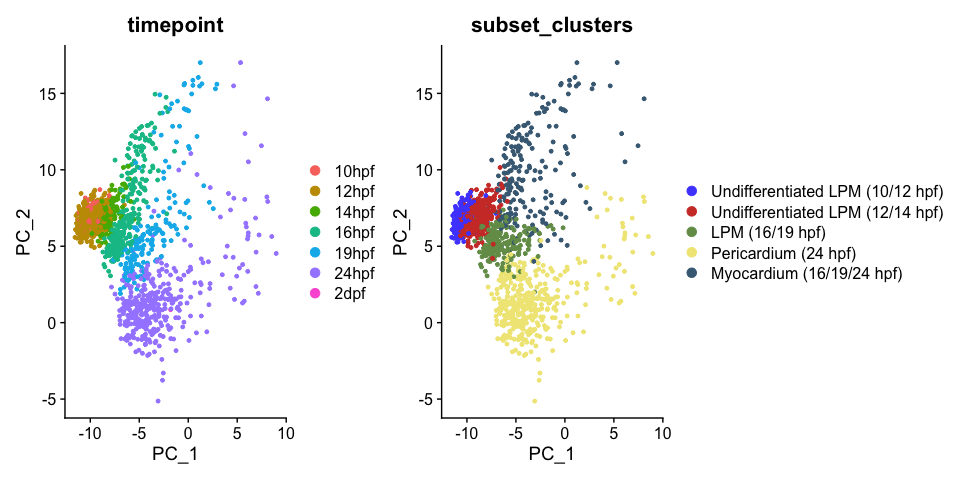 timepoint
PC_2
15
10
5
0
-5
-10
-5
0
5
10
PC_1
10hpf
12hpf
14hpf
16hpf
19hpf
24hpf
2dpf
subset_clusters
PC_2
15
10
5
0
-5
-10
-5
0
5
10
PC_1
Undifferentiated LPM (10/12 hpf)
Undifferentiated LPM (12/14 hpf)
LPM (16/19 hpf)
Pericardium (24 hpf)
Myocardium (16/19/24 hpf)